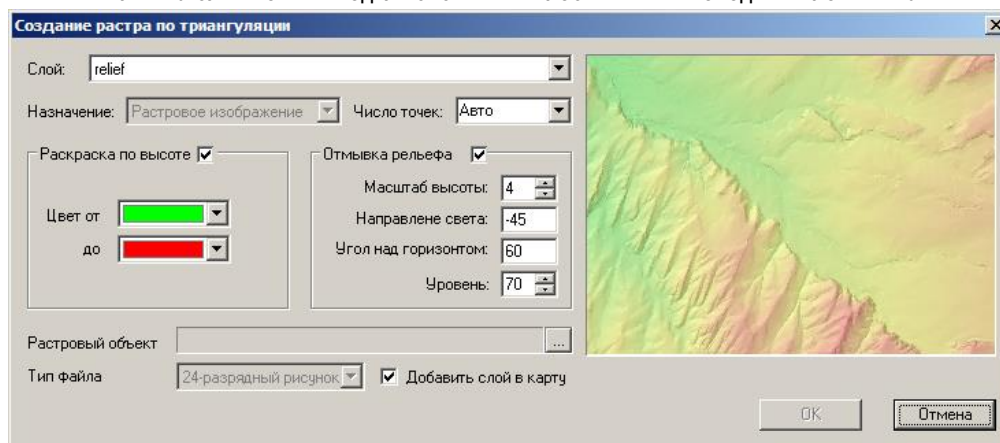 Создание растра по триангуляции
Слой: relief
Назначение: Растровое изображение Число точек: Авто
Раскраска по высоте Отмывка рельефа
Масштаб высоты: 4
Цвет от Направлене света: -45
до Угол над горизонтом: 60
Уровень: 70
Растровый объект ...
Тип файла 24-разрядный рисунок Добавить слой в карту
OK Отмена